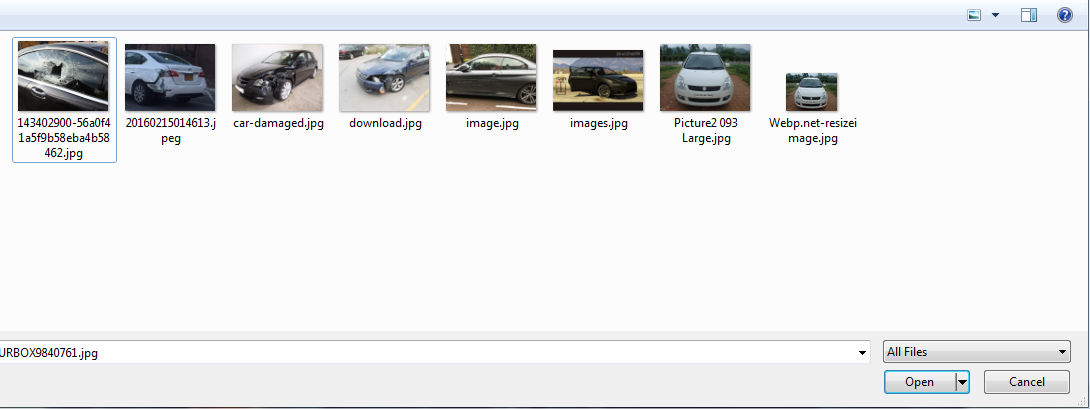 143402900-56a0f4
1a5f9b58eba4b58
462.jpg
20160215014613.j
peg
car-damaged.jpg
download.jpg
image.jpg
images.jpg
Picture2 093
Large.jpg
Webp.net-resizei
mage.jpg
URBOX9840761.jpg
All Files
Open
Cancel